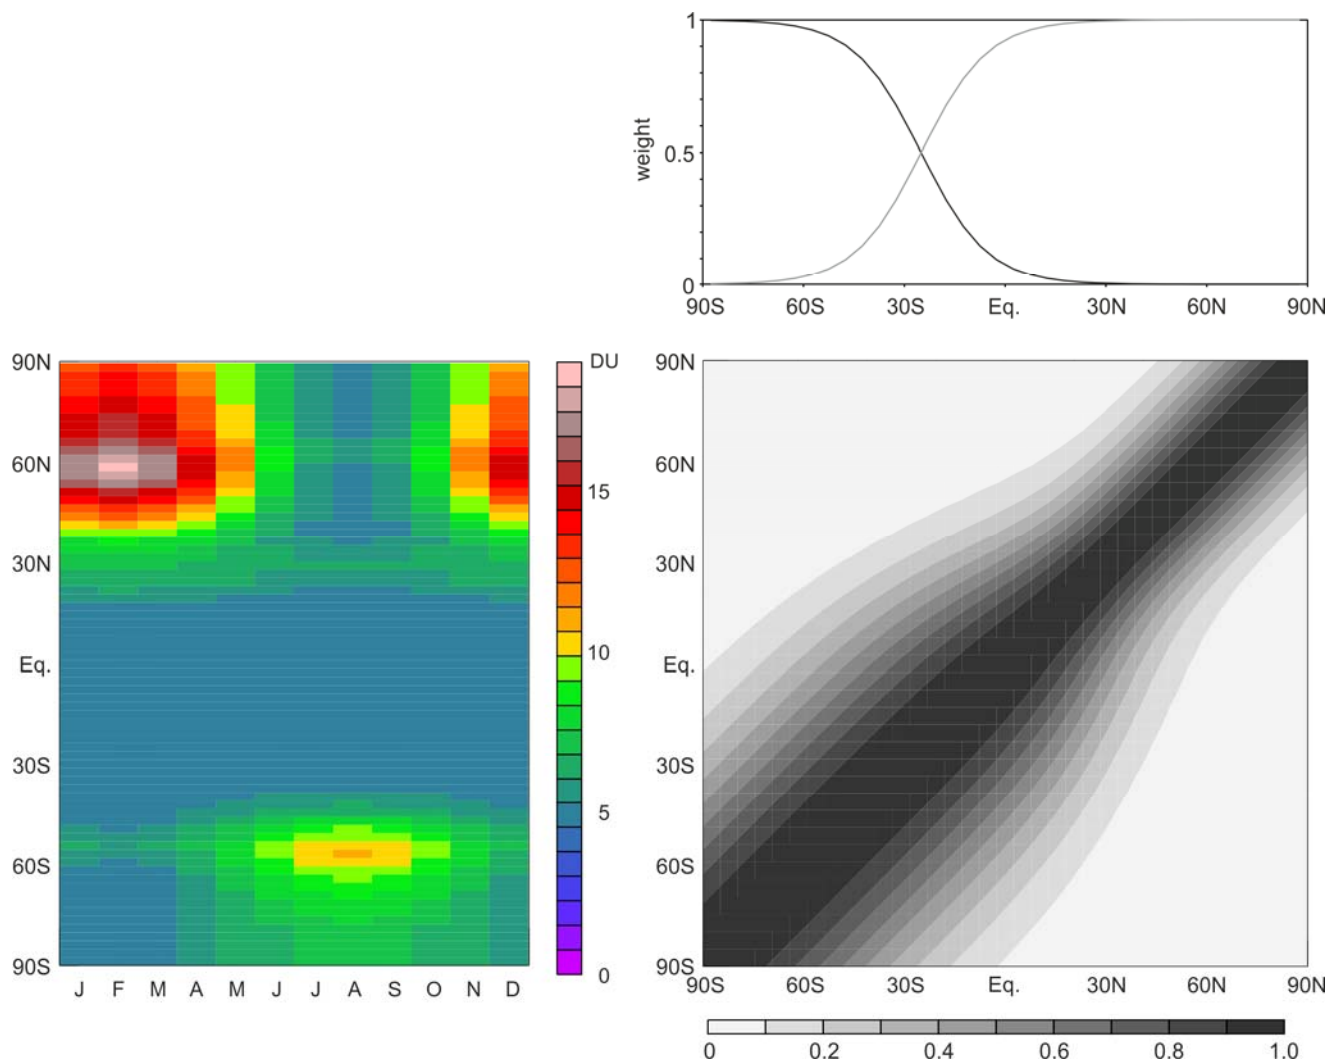 1
0.5
0
weight
90S 60S 30S Eq. 30N 60N 90N
90N
60N
30N
Eq.
30S
60S
90S
J F M A M J J A S O N D
DU
15
10
5
0
90N
60N
30N
Eq.
30S
60S
90S
90S 60S 30S Eq. 30N 60N 90N
0 0.2 0.4 0.6 0.8 1.0